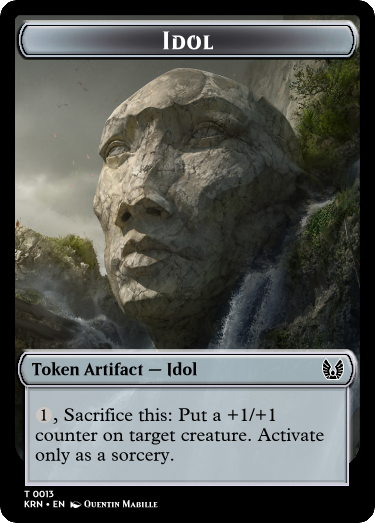 Idol
Token Artifact — Idol
1, Sacrifice this: Put a +1/+1
counter on target creature. Activate
only as a sorcery.
T 0013
KRN • EN Quentin Mabille